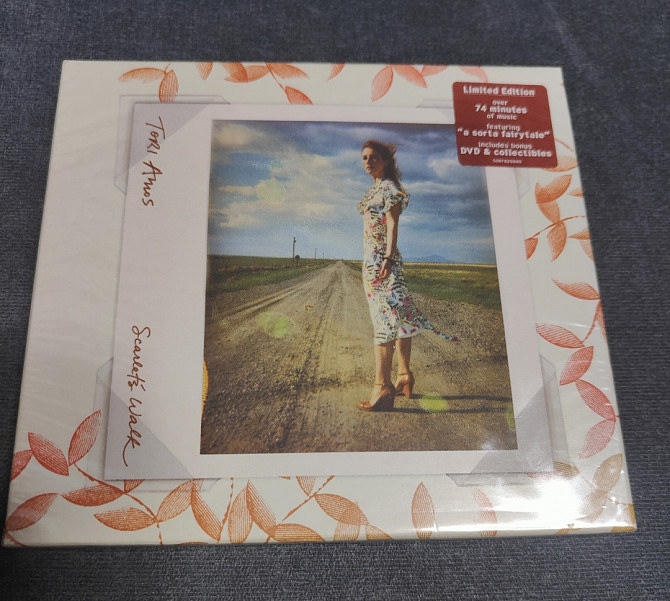 TORI AMOS
Scarlet's Walk
Limited Edition
over
74 minutes
of music
featuring
"a sorta fairytale"
includes bonus
DVD & collectibles